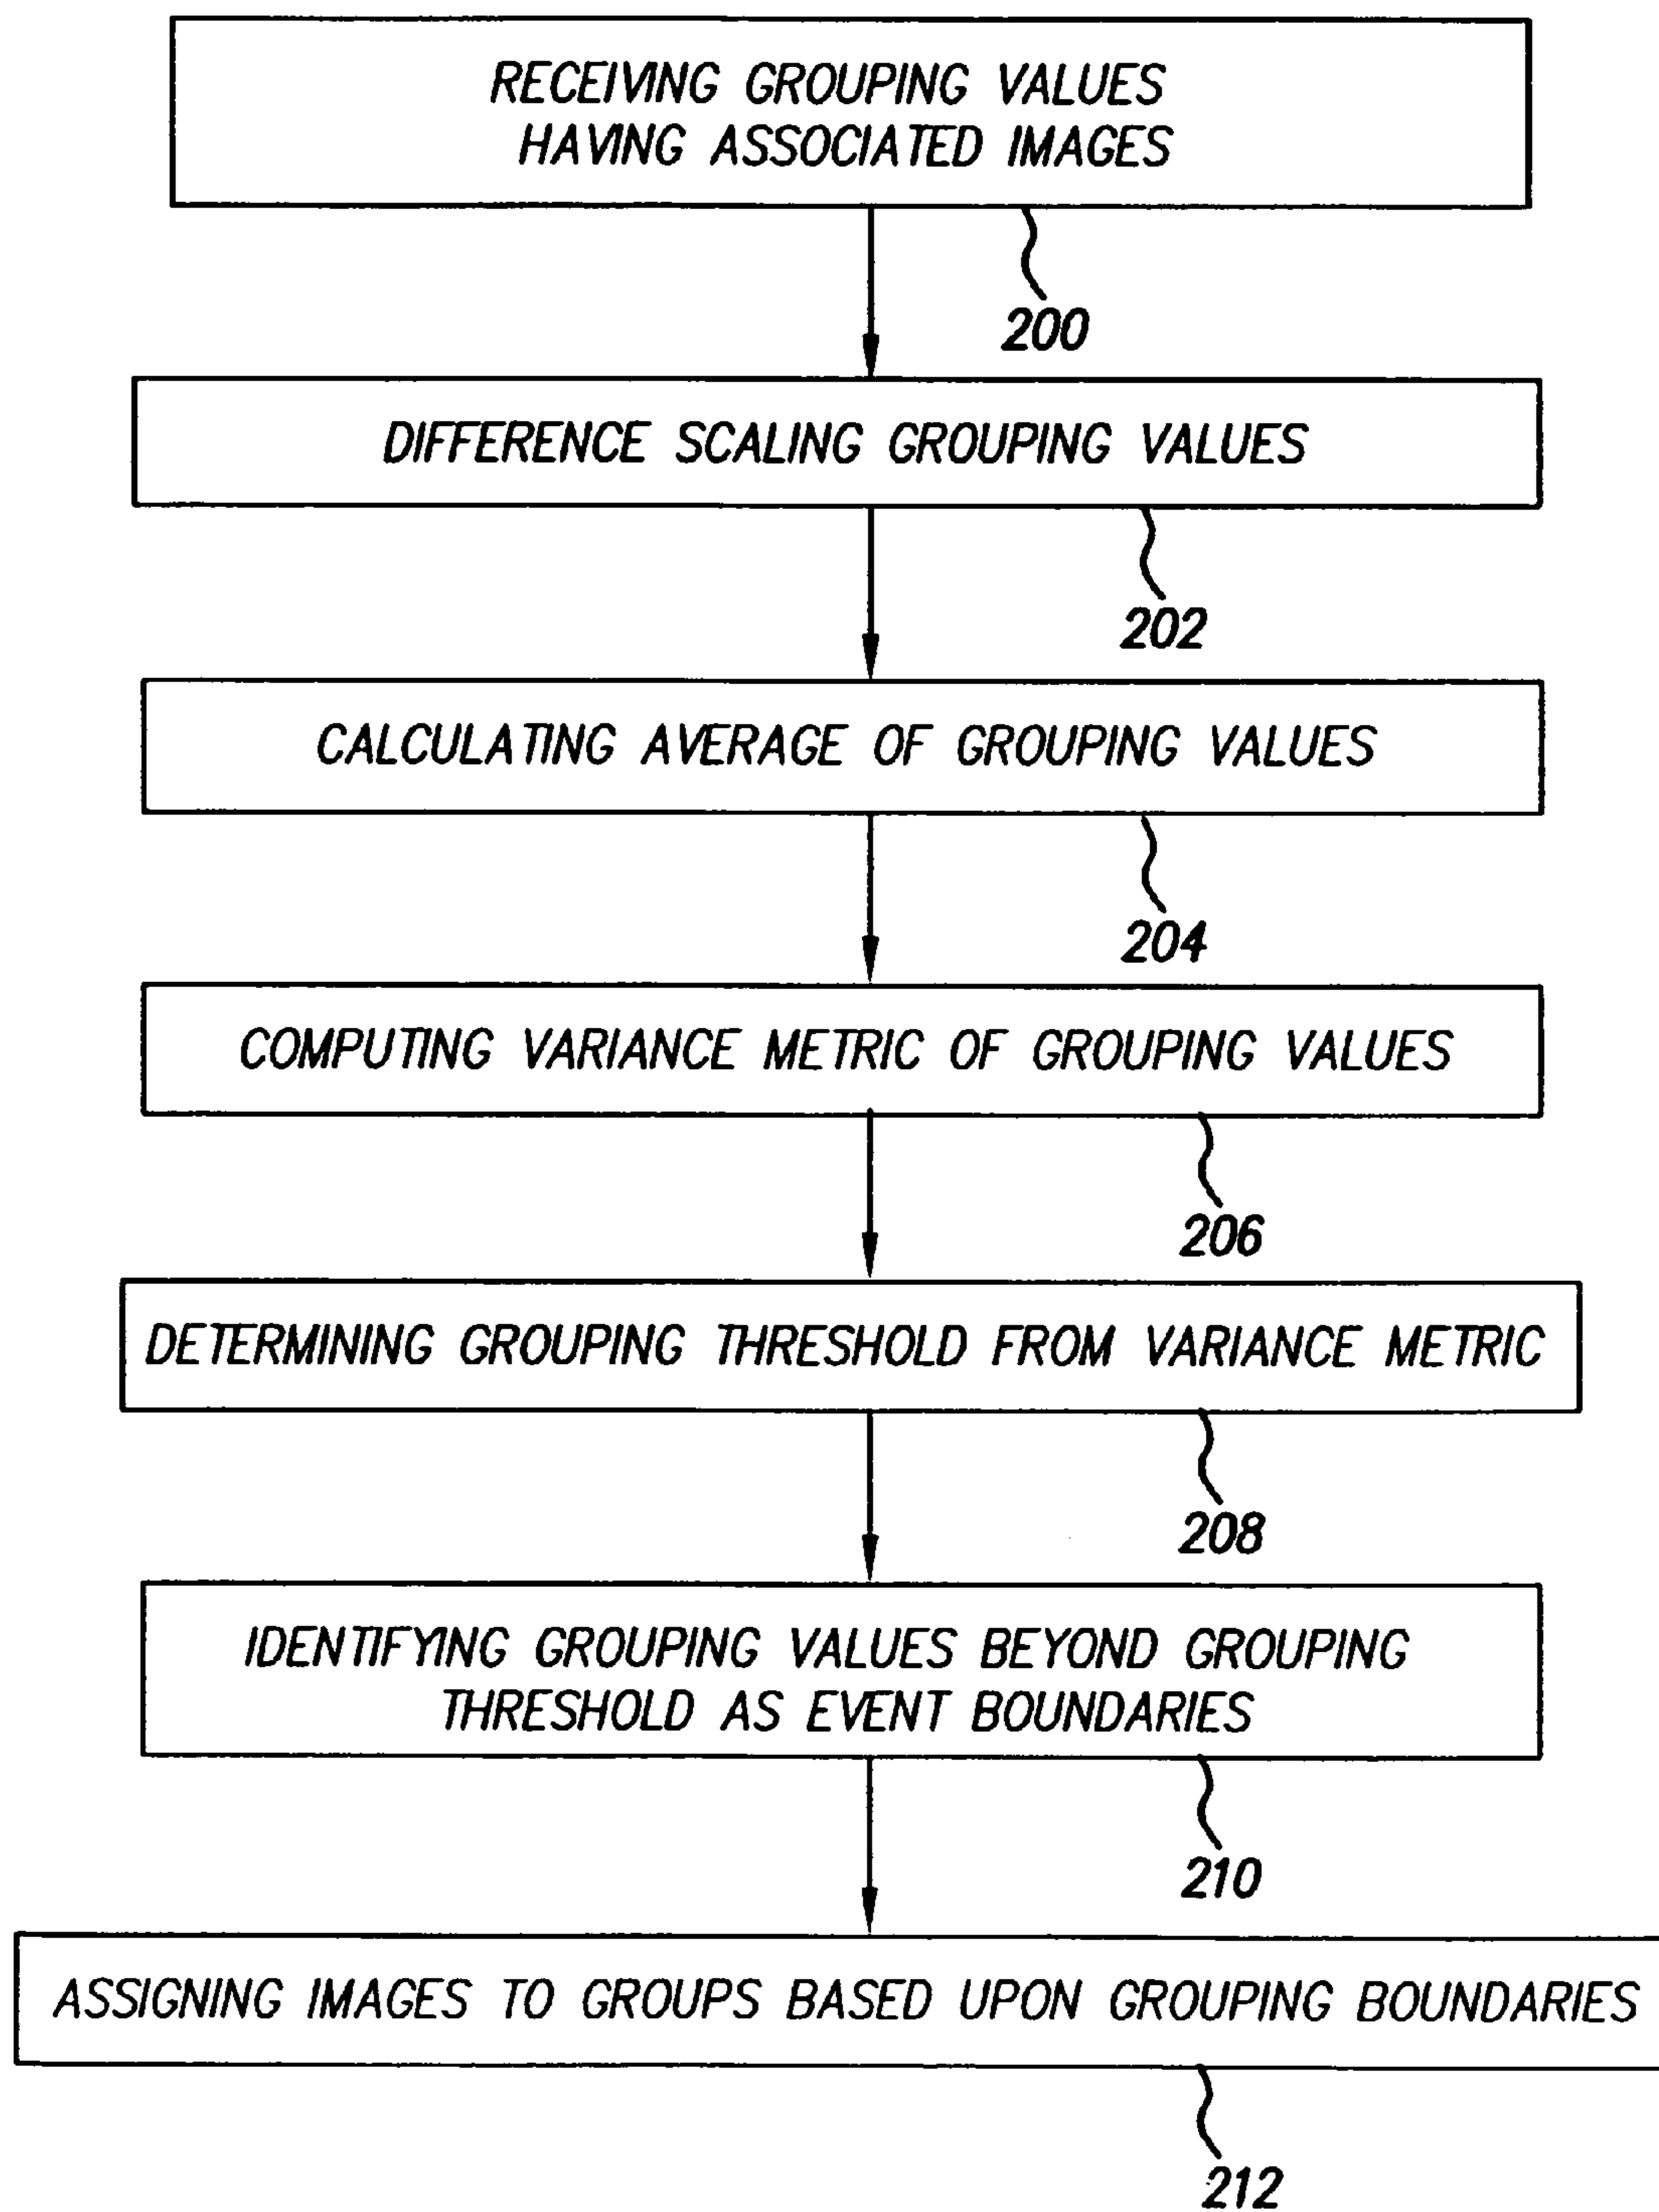 RECEIVING GROUPING VALUES
HAVING ASSOCIATED IMAGES
200
DIFFERENCE SCALING GROUPING VALUES
202
CALCULATING AVERAGE OF GROUPING VALUES
204
COMPUTING VARIANCE METRIC OF GROUPING VALUES
206
DETERMINING GROUPING THRESHOLD FROM VARIANCE METRIC
208
IDENTIFYING GROUPING VALUES BEYOND GROUPING
THRESHOLD AS EVENT BOUNDARIES
210
ASSIGNING IMAGES TO GROUPS BASED UPON GROUPING BOUNDARIES
212